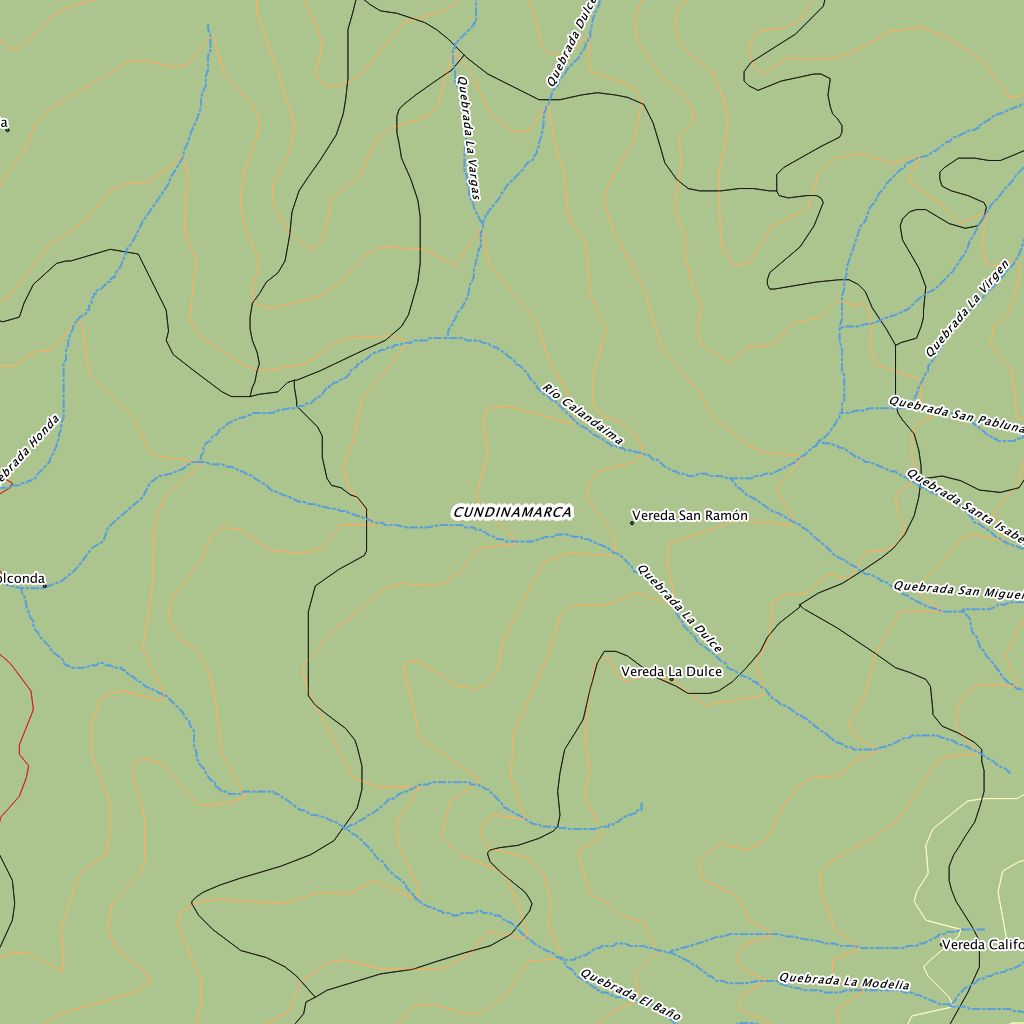 Quebrada Dulce
Quebrada La Vargas
a
Quebrada La Virgen
Río Calandaima
Quebrada San Pabluna
ebrada Honda
Quebrada Santa Isabe
CUNDINAMARCA
Vereda San Ramón
olconda
Quebrada La Dulce
Quebrada San Miguel
Vereda La Dulce
Vereda Califo
Quebrada El Baño
Quebrada La Modelia